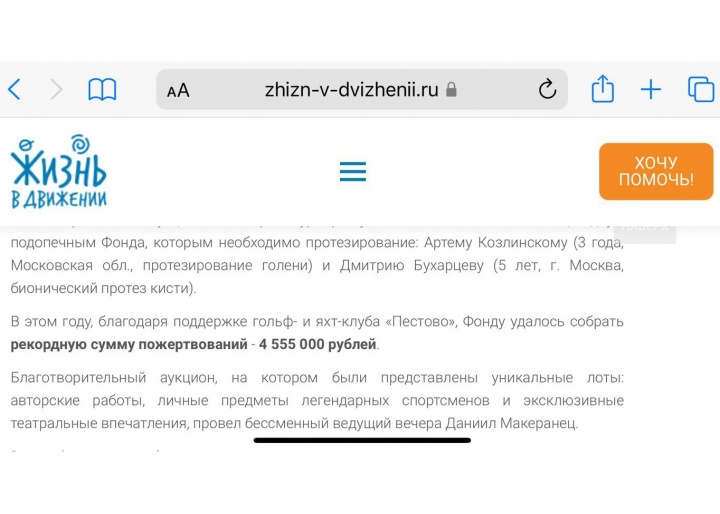 AA
zhizn-v-dvizhenii.ru
Жизнь
в движении
ХОЧУ
ПОМОЧЬ!
НАВЕРХ
подопечным Фонда, которым необходимо протезирование: Артему Козлинскому (3 года,
Московская обл., протезирование голени) и Дмитрию Бухарцеву (5 лет, г. Москва,
бионический протез кисти).
В этом году, благодаря поддержке гольф- и яхт-клуба «Пестово», Фонду удалось собрать
рекордную сумму пожертвований - 4 555 000 рублей.
Благотворительный аукцион, на котором были представлены уникальные лоты:
авторские работы, личные предметы легендарных спортсменов и эксклюзивные
театральные впечатления, провел бессменный ведущий вечера Даниил Макеранец.